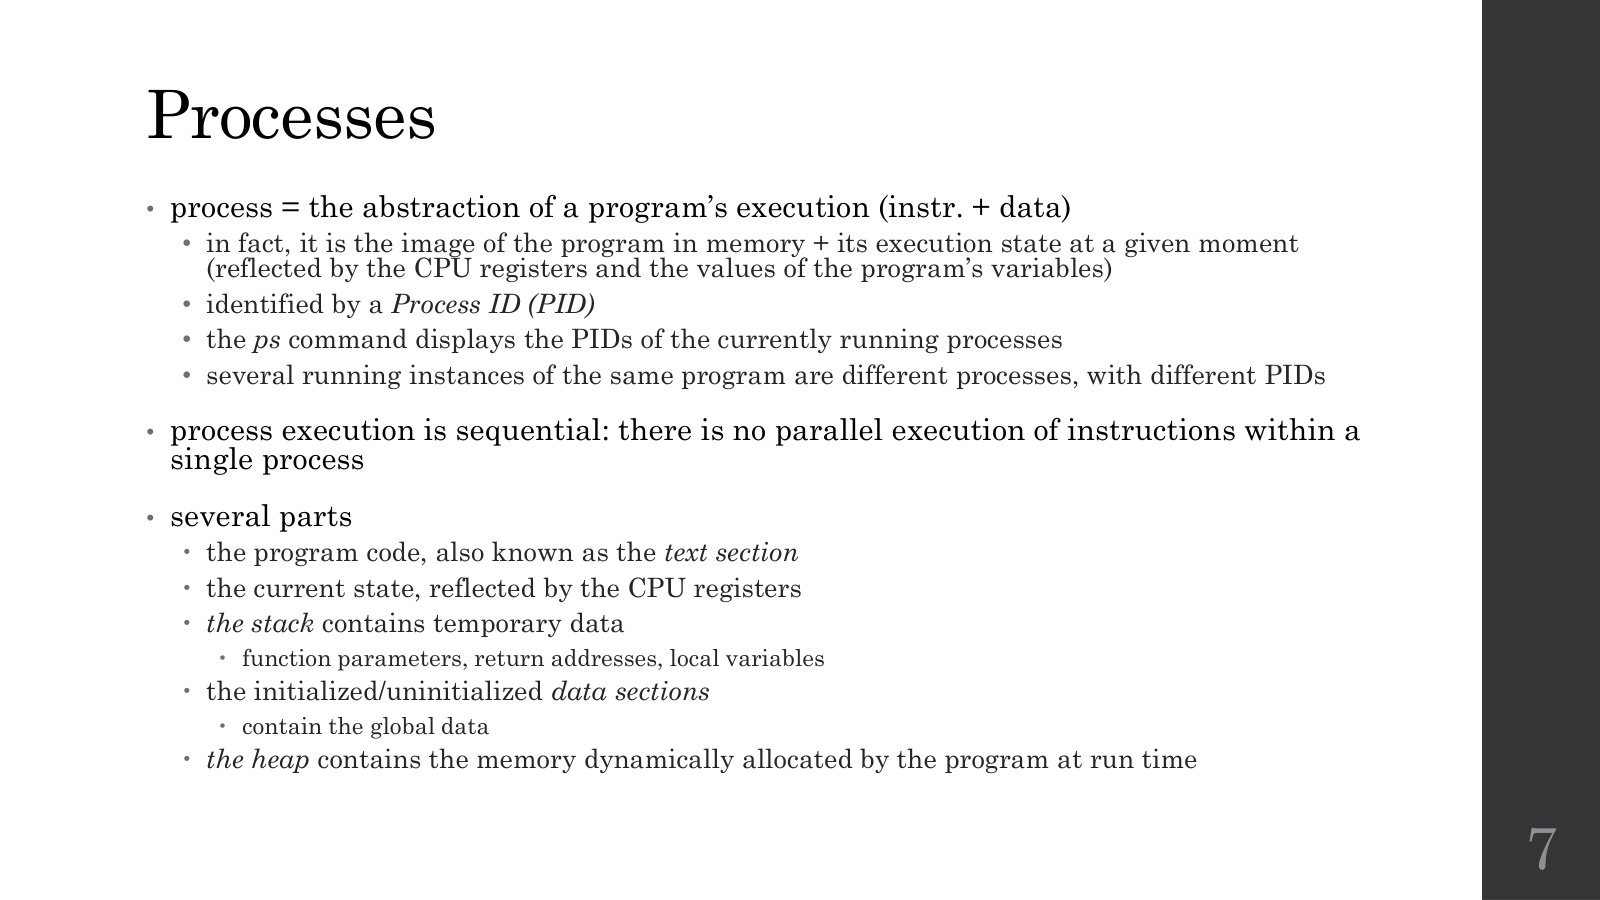 Processes
• process = the abstraction of a program’s execution (instr. + data)
• in fact, it is the image of the program in memory + its execution state at a given moment
(reflected by the CPU registers and the values of the program’s variables)
• identified by a Process ID (PID)
• the ps command displays the PIDs of the currently running processes
• several running instances of the same program are different processes, with different PIDs
• process execution is sequential: there is no parallel execution of instructions within a
single process
• several parts
• the program code, also known as the text section
• the current state, reflected by the CPU registers
• the stack contains temporary data
• function parameters, return addresses, local variables
• the initialized/uninitialized data sections
• contain the global data
• the heap contains the memory dynamically allocated by the program at run time
7